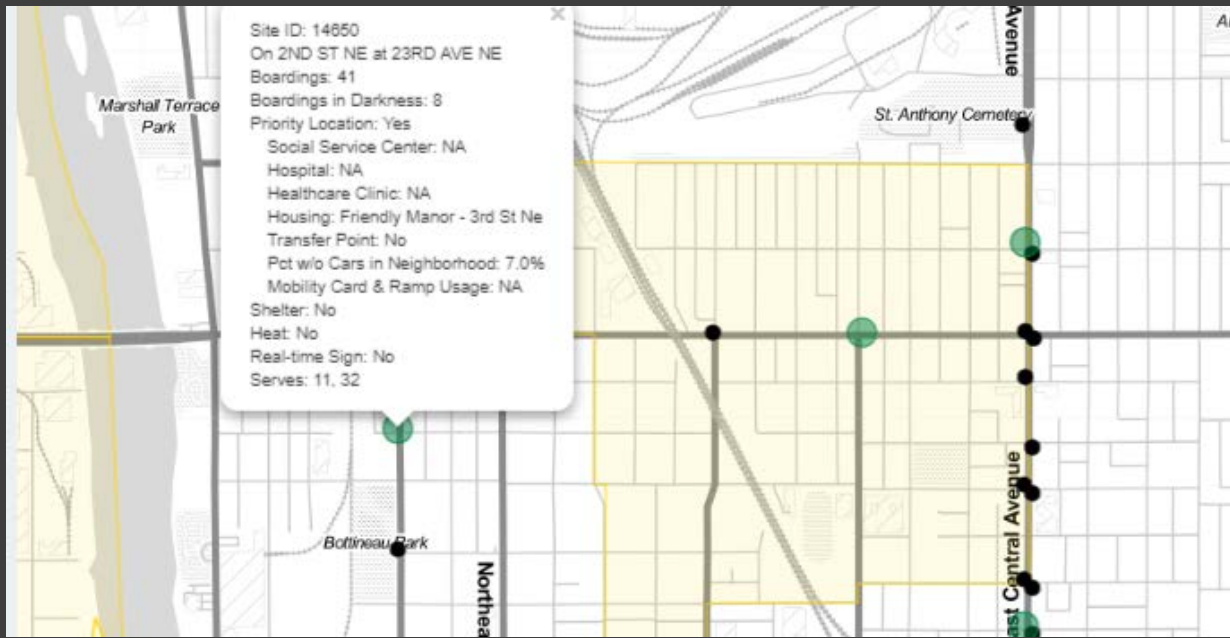 Site ID: 14650
On 2ND ST NE at 23RD AVE NE
Boardings: 41
Boardings in Darkness: 8
Priority Location: Yes
Social Service Center: NA
Hospital: NA
Healthcare Clinic: NA
Housing: Friendly Manor - 3rd St Ne
Transfer Point: No
Pct w/o Cars in Neighborhood: 7.0%
Mobility Card & Ramp Usage: NA
Shelter: No
Heat: No
Real-time Sign: No
Serves: 11, 32
Marshall Terrace
Park
Avenue
St. Anthony Cemetery
Bottineau Park
Northea
ast Central Avenue